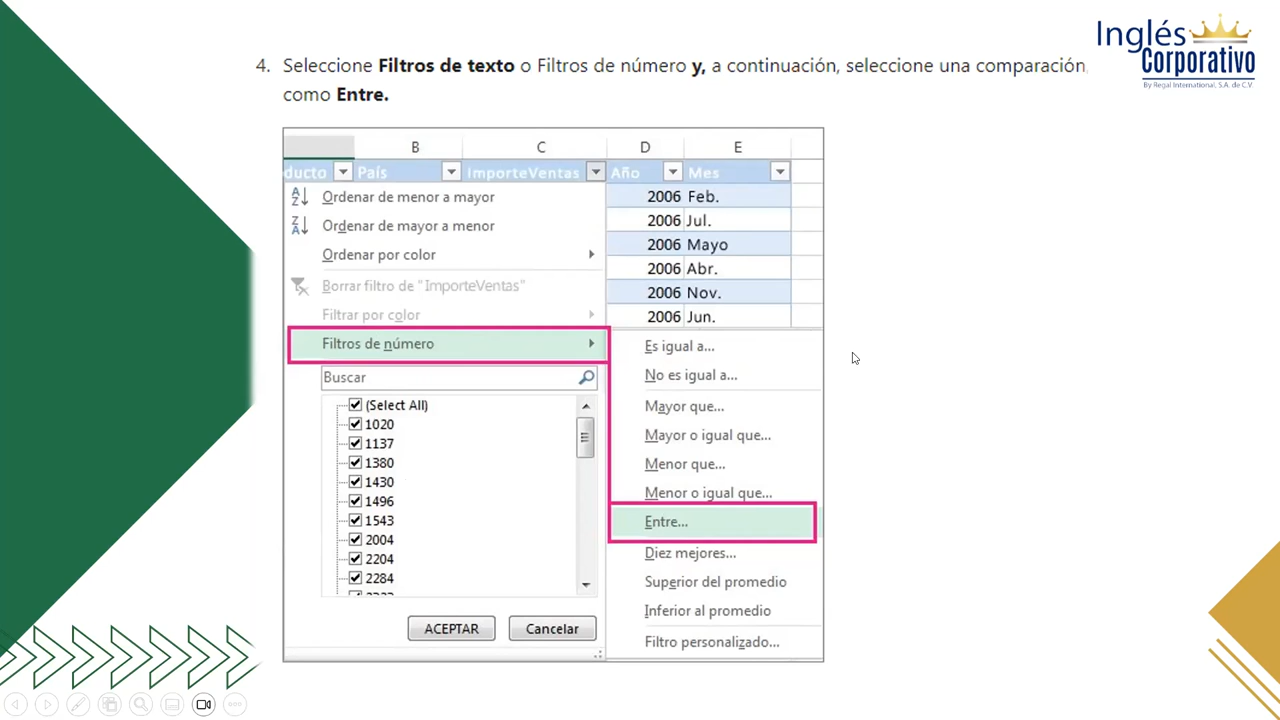 Inglés
Corporativo
By Regal International, S.A. de C.V.
4. Seleccione Filtros de texto o Filtros de número y, a continuación, seleccione una comparación,
como Entre.
B C D E
ducto País ImporteVentas Año Mes
2006 Feb.
2006 Jul.
2006 Mayo
2006 Abr.
2006 Nov.
2006 Jun.
Ordenar de menor a mayor
Ordenar de mayor a menor
Ordenar por color
Borrar filtro de "ImporteVentas"
Filtrar por color
Filtros de número
Buscar
(Select All)
1020
1137
1380
1430
1496
1543
2004
2204
2284
ACEPTAR Cancelar
Es igual a...
No es igual a...
Mayor que...
Mayor o igual que...
Menor que...
Menor o igual que...
Entre...
Diez mejores...
Superior del promedio
Inferior al promedio
Filtro personalizado...